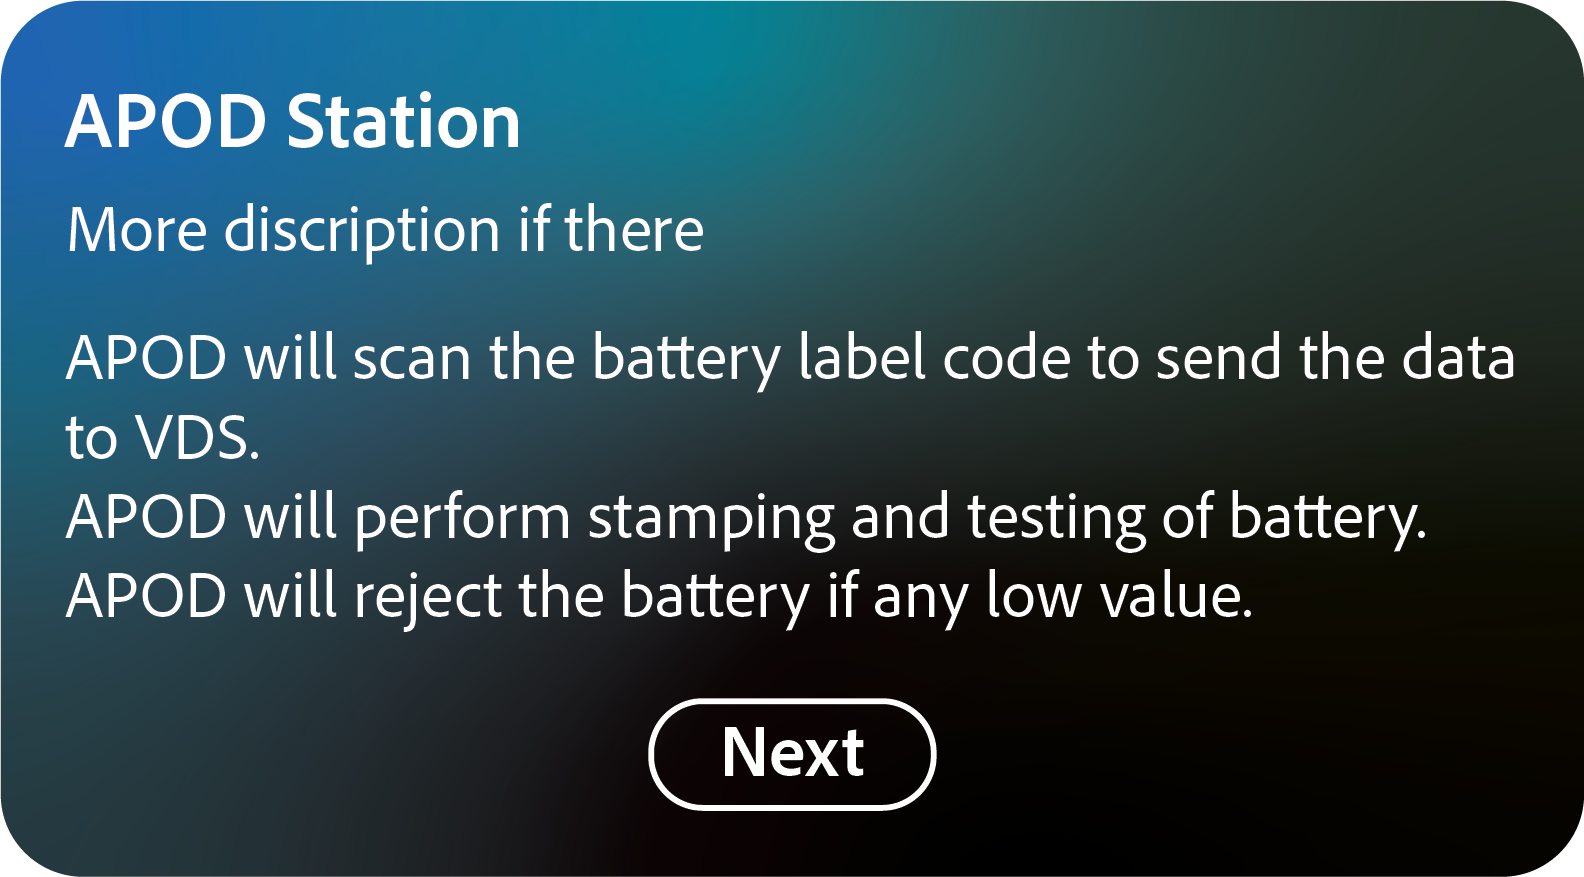 APOD Station
More discription if there
APOD will scan the battery label code to send the data
to VDS.
APOD will perform stamping and testing of battery.
APOD will reject the battery if any low value.
Next